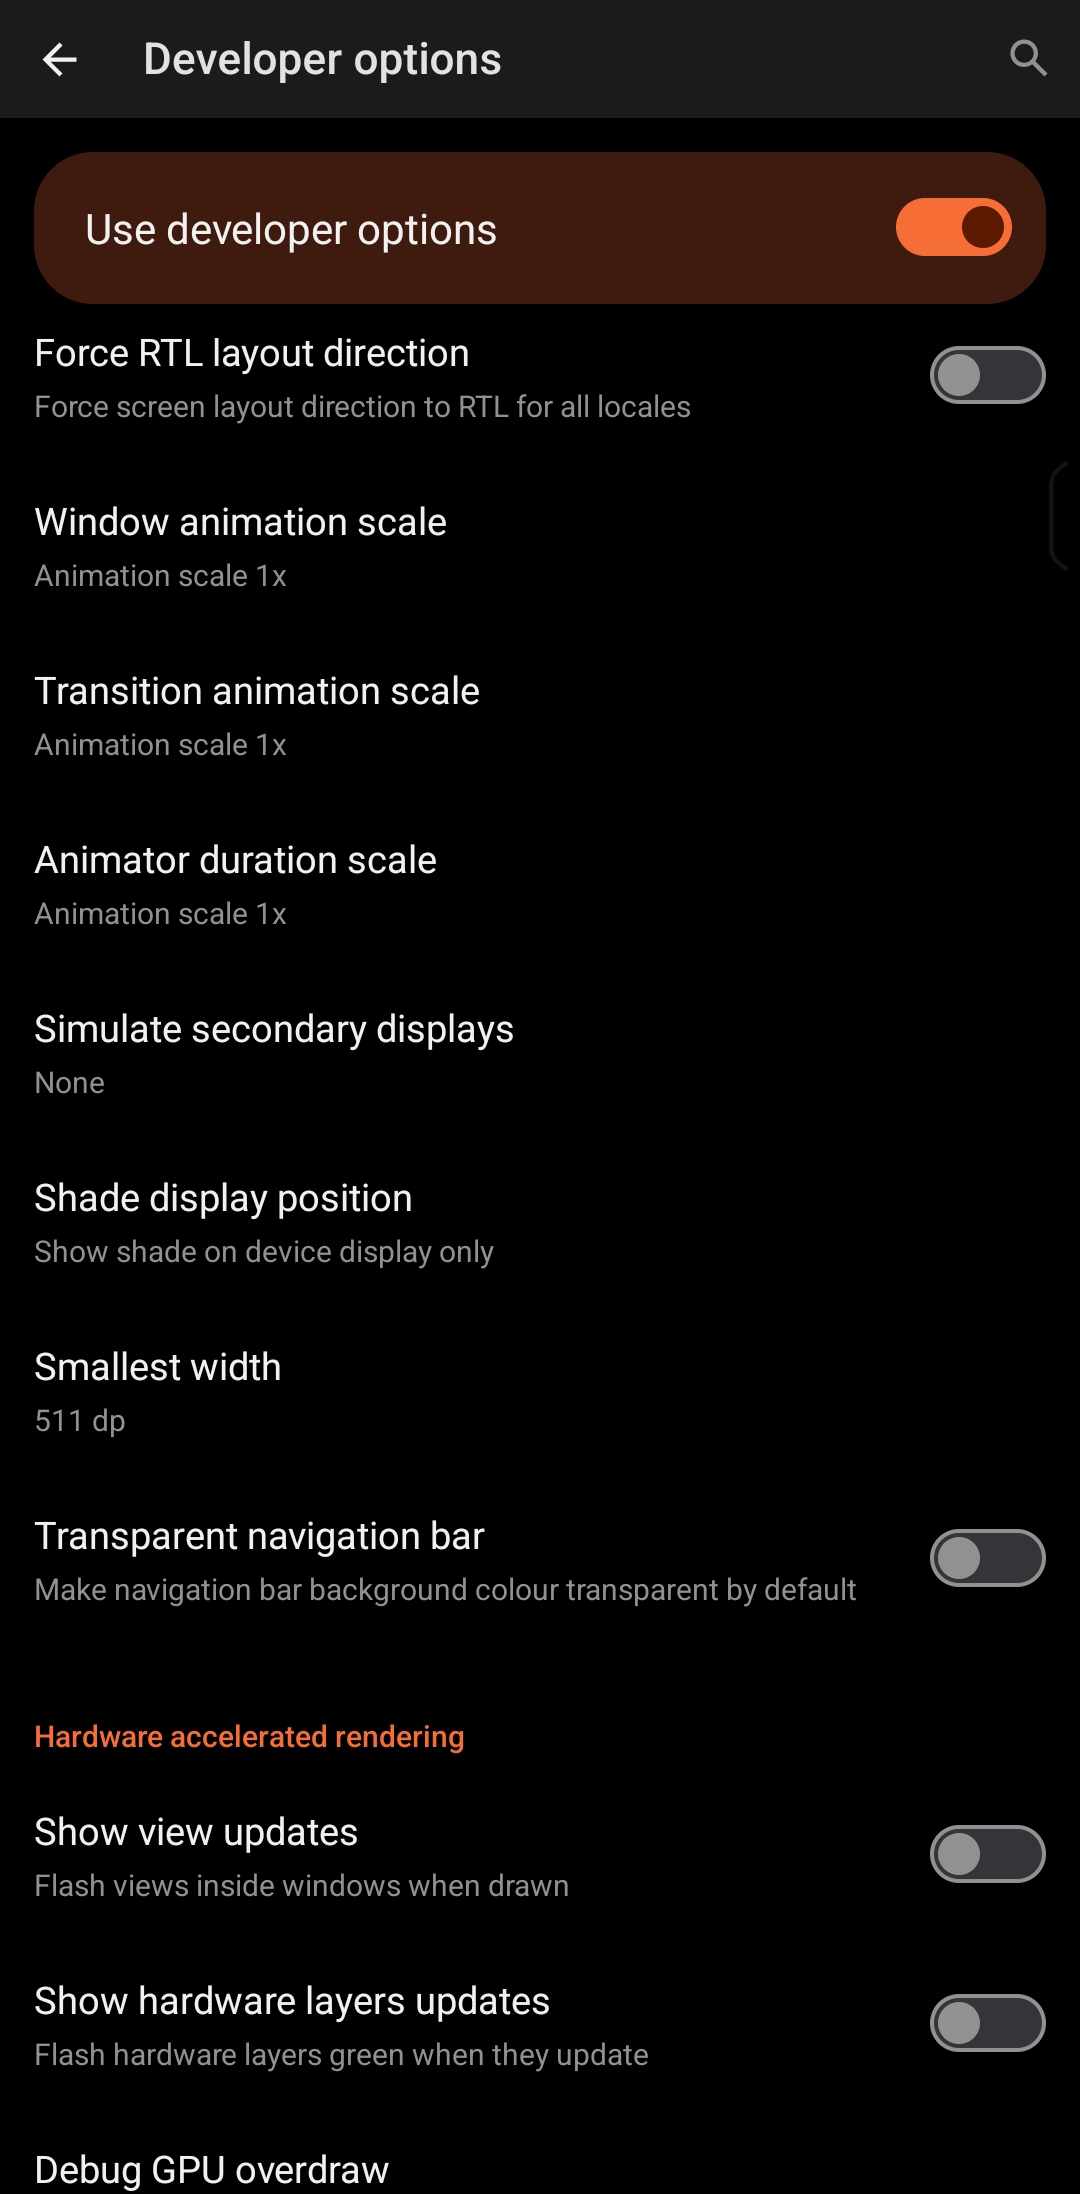 Developer options
Use developer options
Force RTL layout direction
Force screen layout direction to RTL for all locales
Window animation scale
Animation scale 1x
Transition animation scale
Animation scale 1x
Animator duration scale
Animation scale 1x
Simulate secondary displays
None
Shade display position
Show shade on device display only
Smallest width
511 dp
Transparent navigation bar
Make navigation bar background colour transparent by default
Hardware accelerated rendering
Show view updates
Flash views inside windows when drawn
Show hardware layers updates
Flash hardware layers green when they update
Debug GPU overdraw